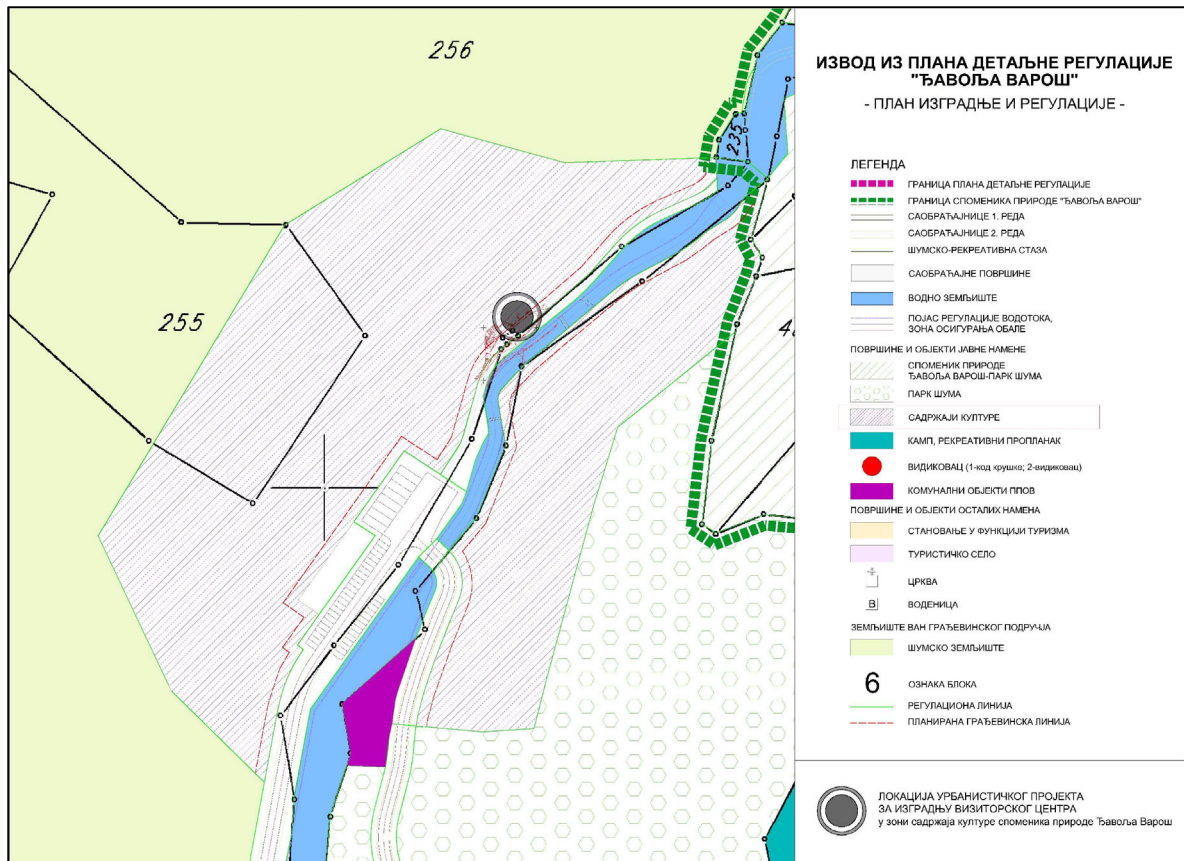 256
235
255
ИЗВОД ИЗ ПЛАНА ДЕТАЉНЕ РЕГУЛАЦИЈЕ
"ЂАВОЉА ВАРОШ"
- ПЛАН ИЗГРАДЊЕ И РЕГУЛАЦИЈЕ -
ЛЕГЕНДА
ГРАНИЦА ПЛАНА ДЕТАЉНЕ РЕГУЛАЦИЈЕ
ГРАНИЦА СПОМЕНИКА ПРИРОДЕ "ЂАВОЉА ВАРОШ"
САОБРАЋАЈНИЦЕ 1. РЕДА
САОБРАЋАЈНИЦЕ 2. РЕДА
ШУМСКО-РЕКРЕАТИВНА СТАЗА
САОБРАЋАЈНЕ ПОВРШИНЕ
ВОДНО ЗЕМЉИШТЕ
ПОЈАС РЕГУЛАЦИЈЕ ВОДОТОКА,
ЗОНА ОСИГУРАЊА ОБАЛЕ
ПОВРШИНЕ И ОБЈЕКТИ ЈАВНЕ НАМЕНЕ
СПОМЕНИК ПРИРОДЕ
ЂАВОЉА ВАРОШ-ПАРК ШУМА
ПАРК ШУМА
САДРЖАЈИ КУЛТУРЕ
КАМП, РЕКРЕАТИВНИ ПРОПЛАНАК
ВИДИКОВАЦ (1-код крушке; 2-видиковац)
КОМУНАЛНИ ОБЈЕКТИ ППОВ
ПОВРШИНЕ И ОБЈЕКТИ ОСТАЛИХ НАМЕНА
СТАНОВАЊЕ У ФУНКЦИЈИ ТУРИЗМА
ТУРИСТИЧКО СЕЛО
ЦРКВА
В ВОДЕНИЦА
ЗЕМЉИШТЕ ВАН ГРАЂЕВИНСКОГ ПОДРУЧЈА
ШУМСКО ЗЕМЉИШТЕ
6 ОЗНАКА БЛОКА
РЕГУЛАЦИОНА ЛИНИЈА
ПЛАНИРАНА ГРАЂЕВИНСКА ЛИНИЈА
ЛОКАЦИЈА УРБАНИСТИЧКОГ ПРОЈЕКТА
ЗА ИЗГРАДЊУ ВИЗИТОРСКОГ ЦЕНТРА
у зони садржаја културе споменика природе Ђавоља Варош